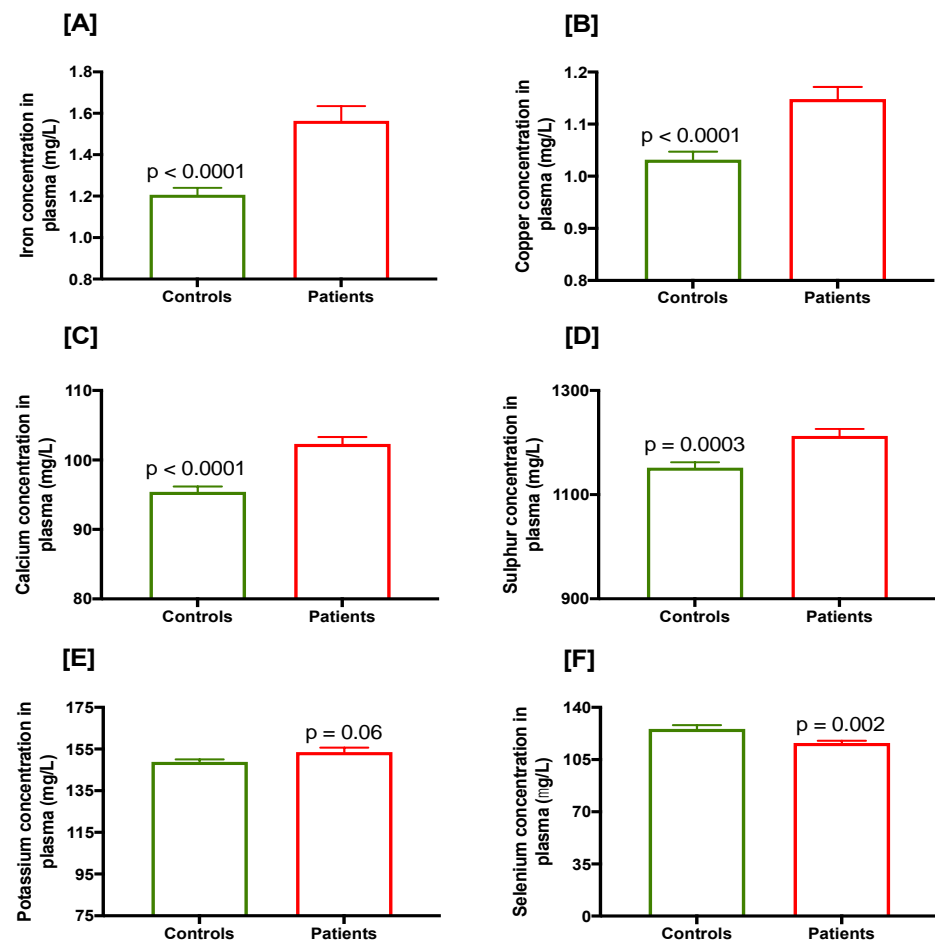 [A]
Iron concentration in
plasma (mg/L)
1.8
1.6
1.4
1.2
1.0
0.8
p < 0.0001
Controls
Patients
[B]
Copper concentration in
plasma (mg/L)
1.2
1.1
1.0
0.9
0.8
p < 0.0001
Controls
Patients
[C]
Calcium concentration in
plasma (mg/L)
110
100
90
80
p < 0.0001
Controls
Patients
[D]
Sulphur concentration in
plasma (mg/L)
1300
1100
900
p = 0.0003
Controls
Patients
[E]
Potassium concentration in
plasma (mg/L)
175
155
135
115
95
75
p = 0.06
Controls
Patients
[F]
Selenium concentration in
plasma (mg/L)
140
105
70
35
0
p = 0.002
Controls
Patients